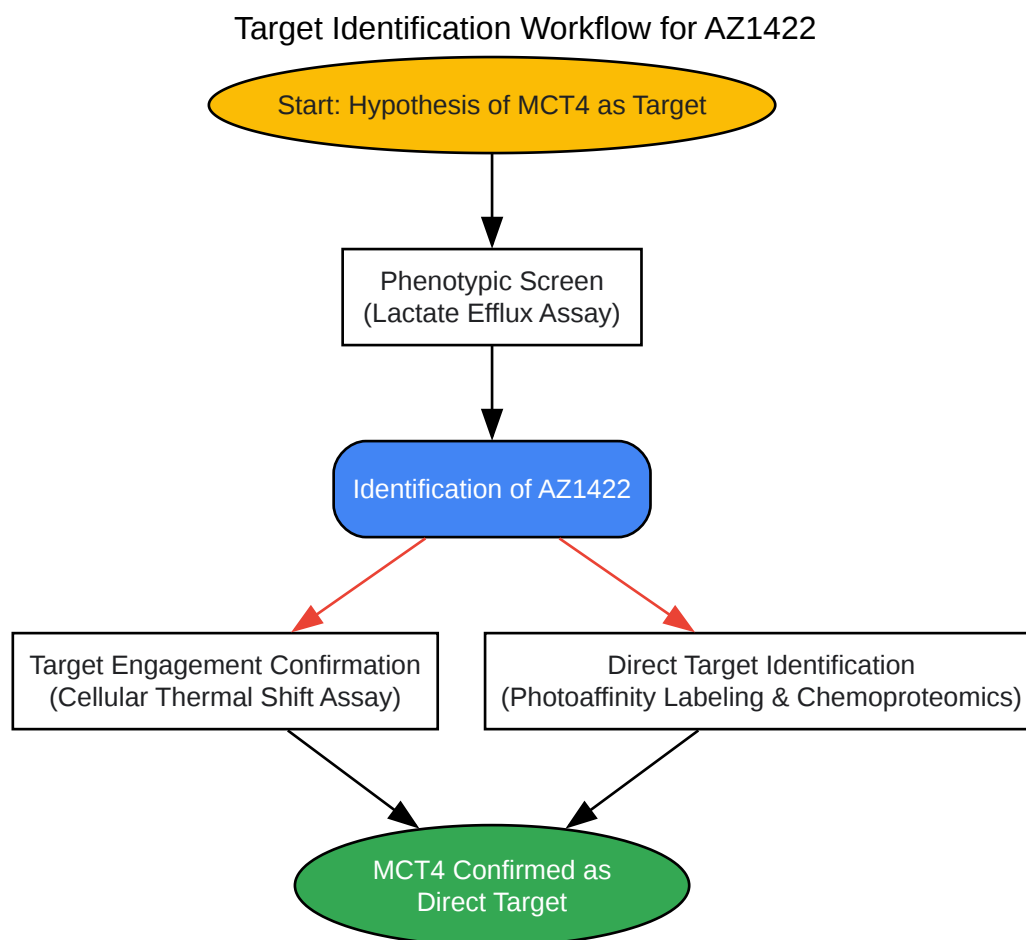 Target Identification Workflow for AZ1422
Start: Hypothesis of MCT4 as Target
Phenotypic Screen
(Lactate Efflux Assay)
Identification of AZ1422
Target Engagement Confirmation
(Cellular Thermal Shift Assay)
Direct Target Identification
(Photoaffinity Labeling & Chemoproteomics)
MCT4 Confirmed as
Direct Target